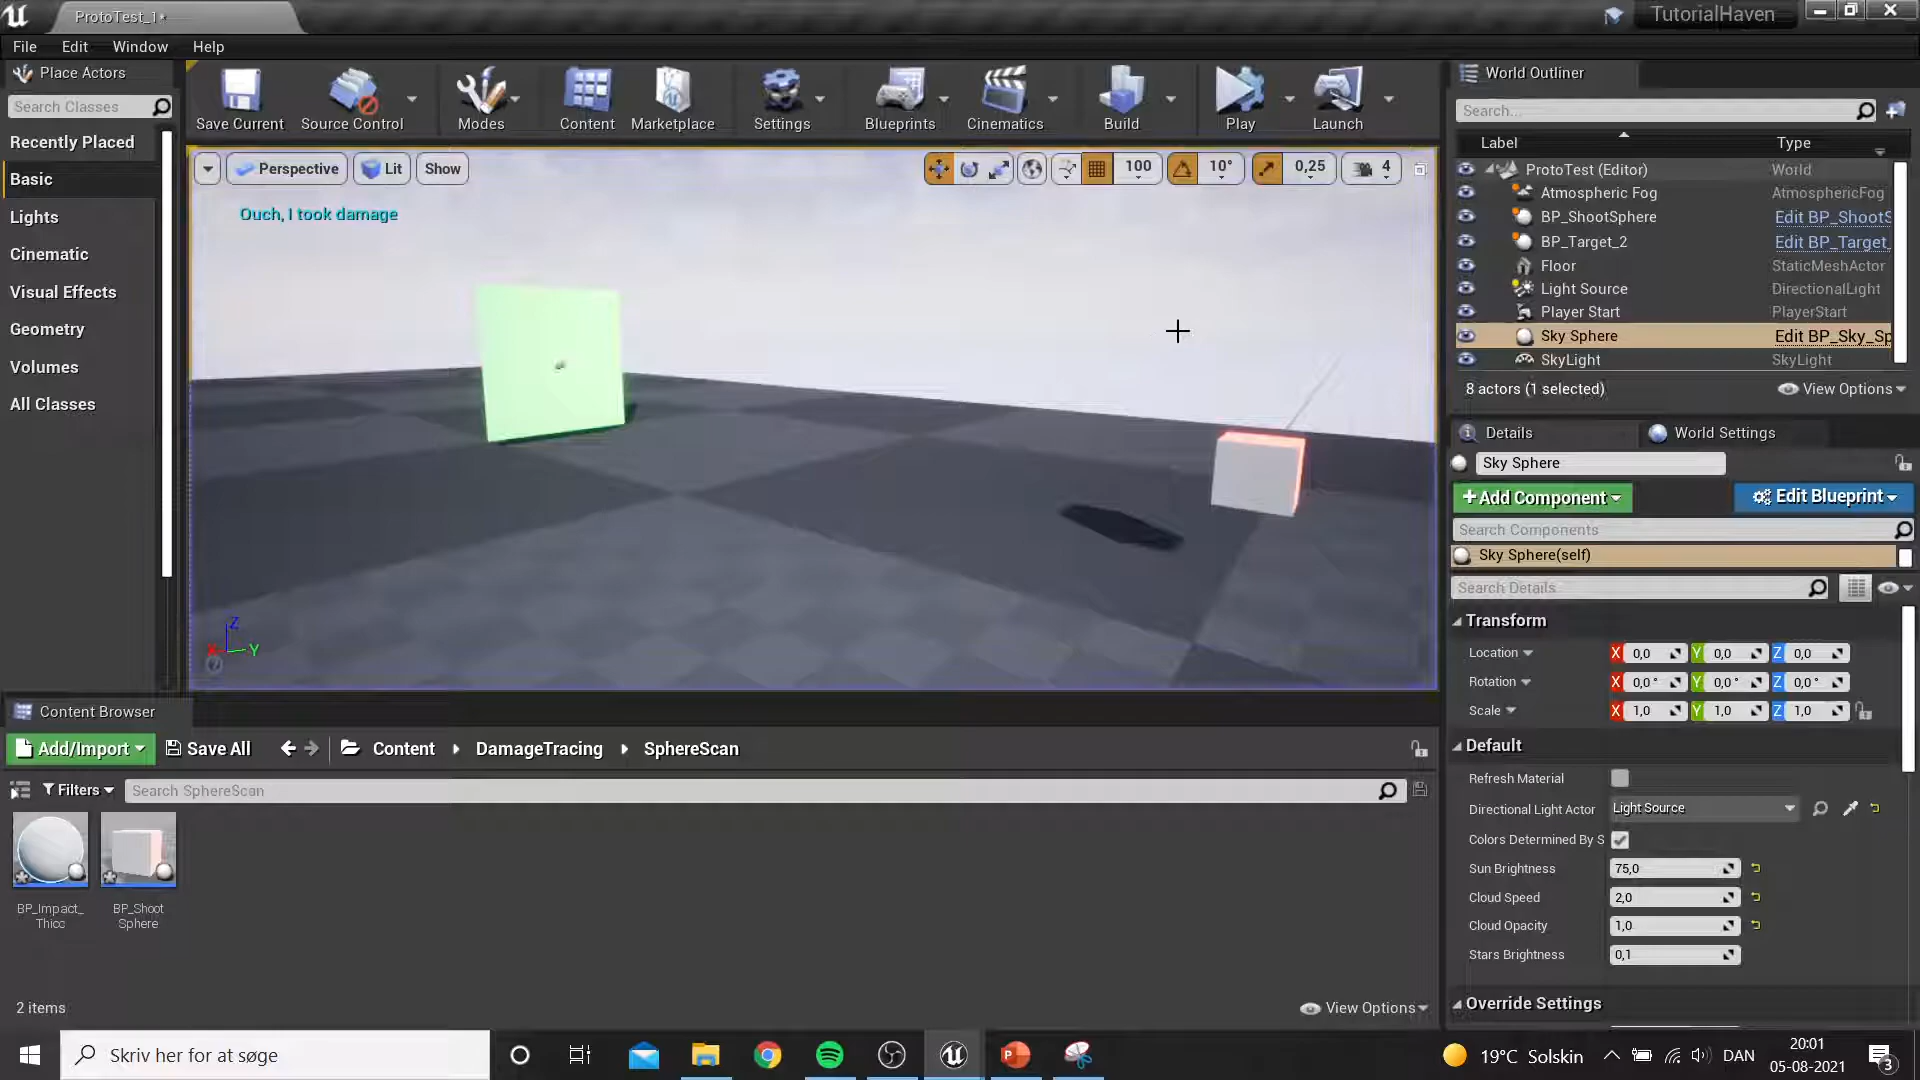 ProtoTest_1*
TutorialHaven
File Edit Window Help
Place Actors
Search Classes
Recently Placed
Basic
Lights
Cinematic
Visual Effects
Geometry
Volumes
All Classes
Save Current
Source Control
Modes
Content
Marketplace
Settings
Blueprints
Cinematics
Build
Play
Launch
Perspective
Lit
Show
100
10°
0,25
4
Ouch, I took damage
Z
X
Y
World Outliner
Search...
Label Type
ProtoTest (Editor) World
Atmospheric Fog AtmosphericFog
BP_ShootSphere Edit BP_ShootS
BP_Target_2 Edit BP_Target_
Floor StaticMeshActor
Light Source DirectionalLight
Player Start PlayerStart
Sky Sphere Edit BP_Sky_Sp
SkyLight SkyLight
8 actors (1 selected) View Options
Details World Settings
Sky Sphere
+Add Component Edit Blueprint
Search Components
Sky Sphere(self)
Search Details
Transform
Location X 0,0 Y 0,0 Z 0,0
Rotation X 0,0 ° Y 0,0 ° Z 0,0 °
Scale X 1,0 Y 1,0 Z 1,0
Default
Refresh Material
Directional Light Actor Light Source
Colors Determined By S
Sun Brightness 75,0
Cloud Speed 2,0
Cloud Opacity 1,0
Stars Brightness 0,1
Override Settings
Content Browser
Add/Import Save All Content DamageTracing SphereScan
Filters Search SphereScan
BP_Impact_
Thicc
BP_Shoot
Sphere
2 items View Options
Skriv her for at søge
19°C Solskin
DAN
20:01
05-08-2021
3